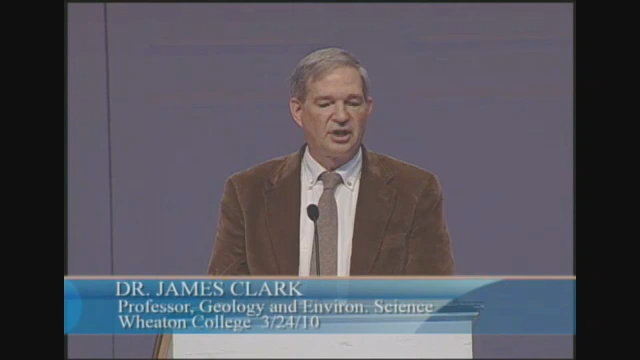 DR. JAMES CLARK
Professor, Geology and Environ. Science
Wheaton College 3/24/10